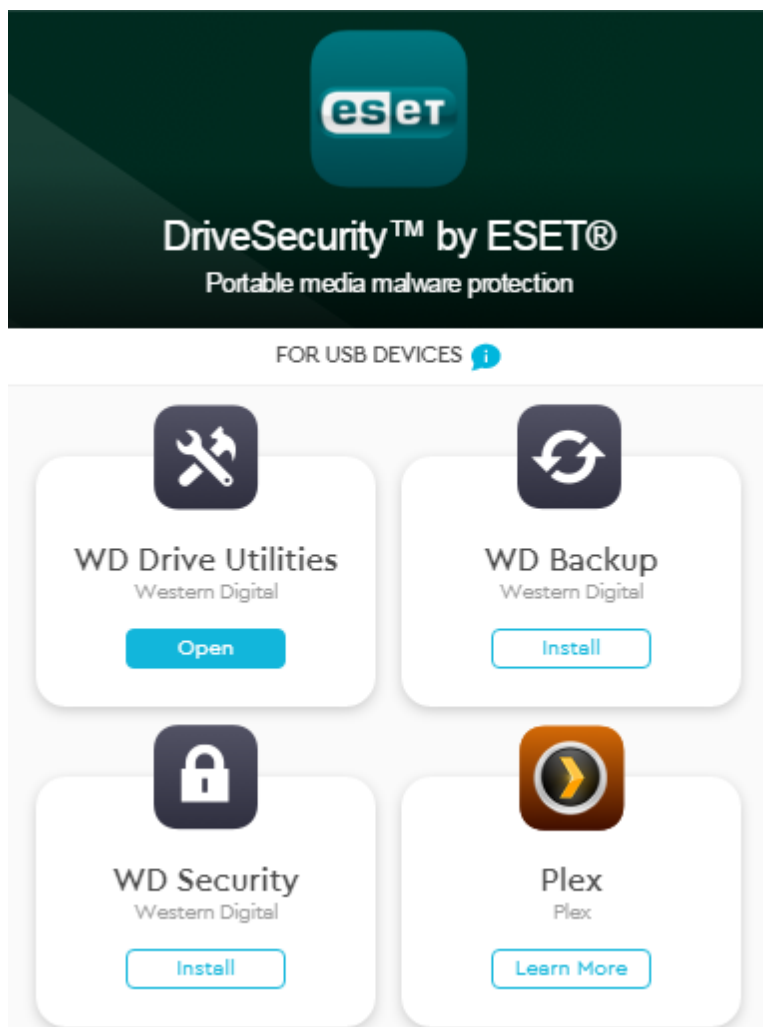 eset
DriveSecurity™ by ESET®
Portable media malware protection
FOR USB DEVICES i
WD Drive Utilities
Western Digital
Open
WD Backup
Western Digital
Install
WD Security
Western Digital
Install
Plex
Plex
Learn More